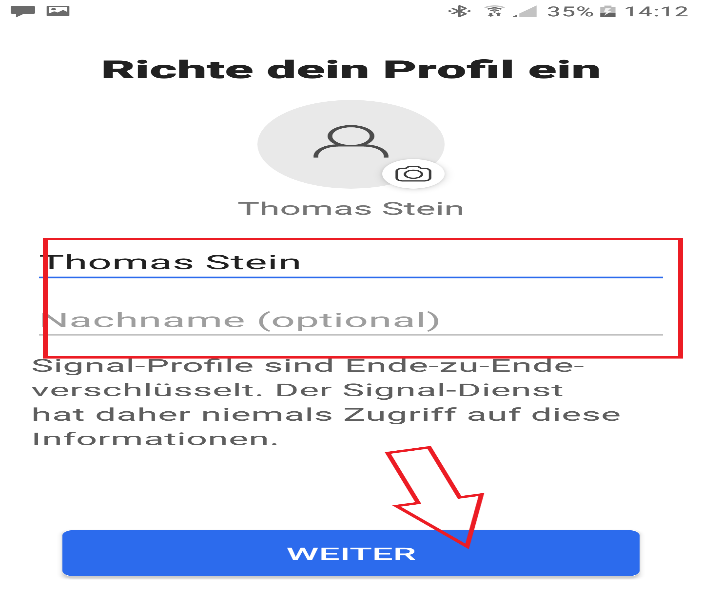 35% 14:12
Richte dein Profil ein
Thomas Stein
Thomas Stein
Nachname (optional)
Signal-Profile sind Ende-zu-Ende-
verschlüsselt. Der Signal-Dienst
hat daher niemals Zugriff auf diese
Informationen.
WEITER